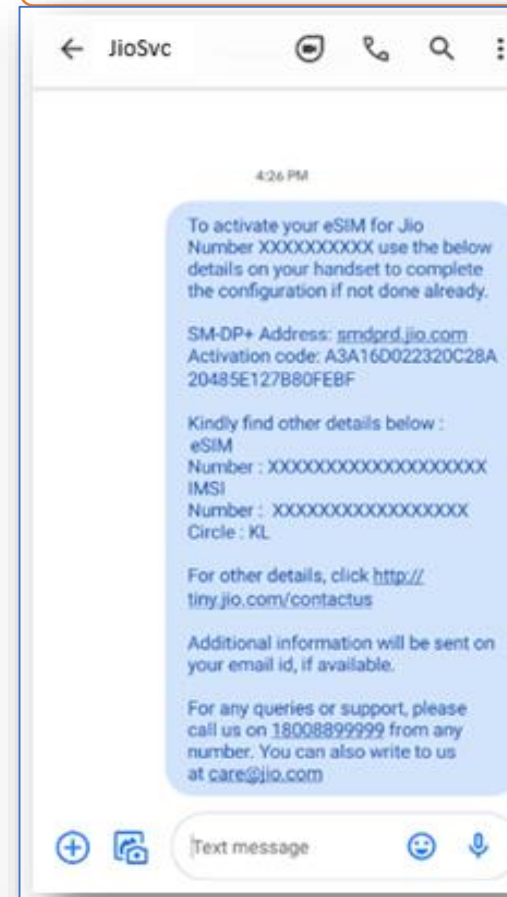 JioSvc
4:26 PM
To activate your eSIM for Jio
Number XXXXXXXXXX use the below
details on your handset to complete
the configuration if not done already.
SM-DP+ Address: smdprd.jio.com
Activation code: A3A16D022320C28A
20485E127B80FEBF
Kindly find other details below :
eSIM
Number : XXXXXXXXXXXXXXXXXXXX
IMSI
Number : XXXXXXXXXXXXXXXXXX
Circle : KL
For other details, click http://
tiny.jio.com/contactus
Additional information will be sent on
your email id, if available.
For any queries or support, please
call us on 18008899999 from any
number. You can also write to us
at care@jio.com
Text message